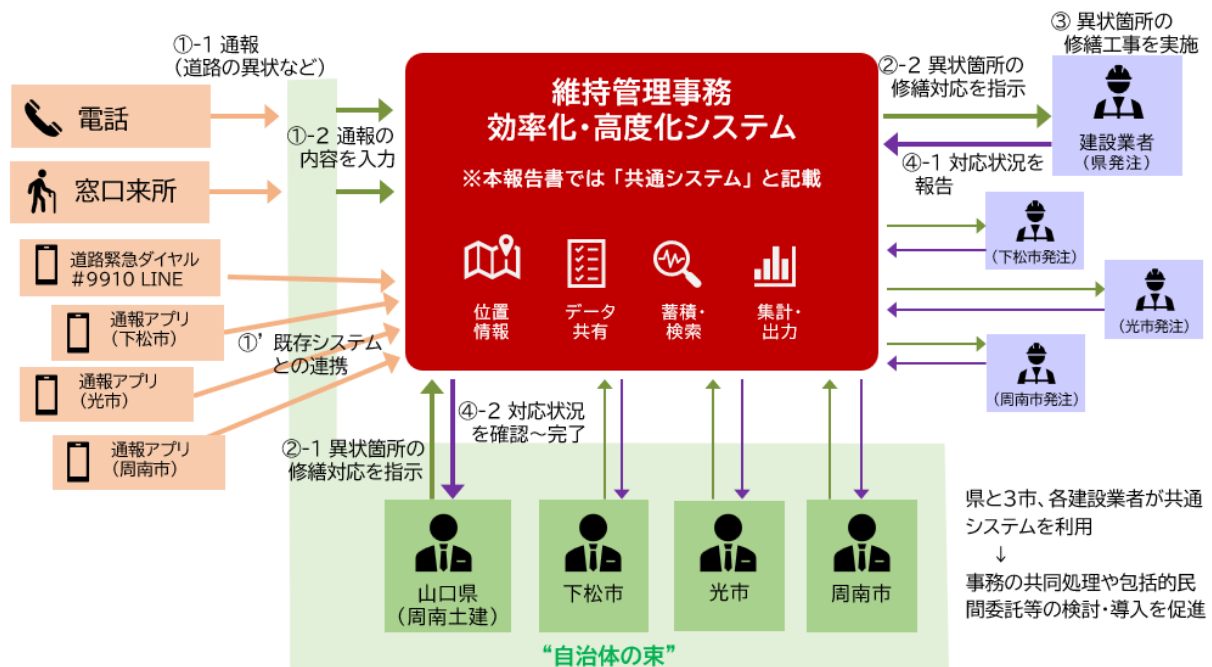 ①-1 通報
（道路の異状など）
電話
窓口来所
①-2 通報の
内容を入力
道路緊急ダイヤル
#9910 LINE
通報アプリ
（下松市）
通報アプリ
（光市）
通報アプリ
（周南市）
①’ 既存システム
との連携
維持管理事務
効率化・高度化システム
※本報告書では「共通システム」と記載
位置
情報
データ
共有
蓄積・
検索
集計・
出力
②-2 異状箇所の
修繕対応を指示
③ 異状箇所の
修繕工事を実施
建設業者
（県発注）
④-1 対応状況を
報告
（下松市発注）
（光市発注）
（周南市発注）
②-1 異状箇所の
修繕対応を指示
④-2 対応状況
を確認～完了
山口県
（周南土建）
下松市
光市
周南市
“自治体の束”
県と3市、各建設業者が共通
システムを利用
↓
事務の共同処理や包括的民
間委託等の検討・導入を促進